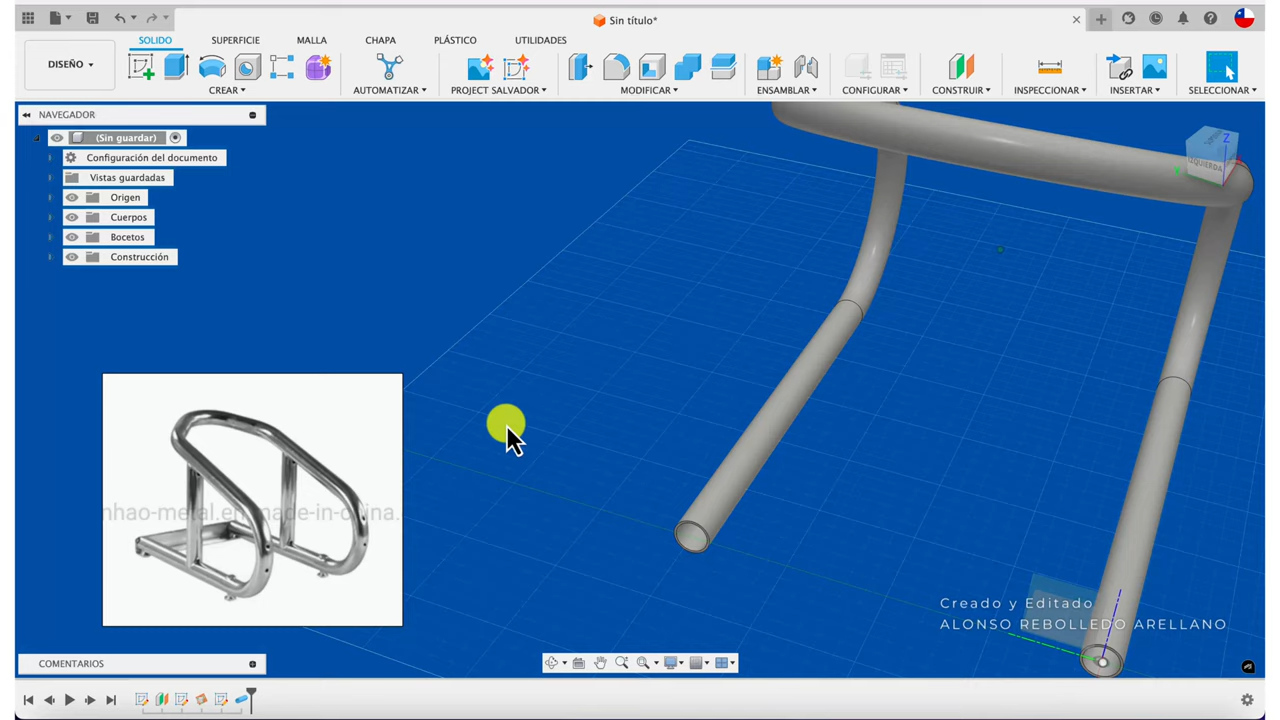 Sin título*
DISEÑO
SOLIDO
SUPERFICIE
MALLA
CHAPA
PLÁSTICO
UTILIDADES
CREAR
AUTOMATIZAR
PROJECT SALVADOR
MODIFICAR
ENSAMBLAR
CONFIGURAR
CONSTRUIR
INSPECCIONAR
INSERTAR
SELECCIONAR
NAVEGADOR
(Sin guardar)
Configuración del documento
Vistas guardadas
Origen
Cuerpos
Bocetos
Construcción
Z
IZQUIERDA
nhao-metal.en.made-in-china.
Creado y Editado
ALONSO REBOLLEDO ARELLANO
COMENTARIOS